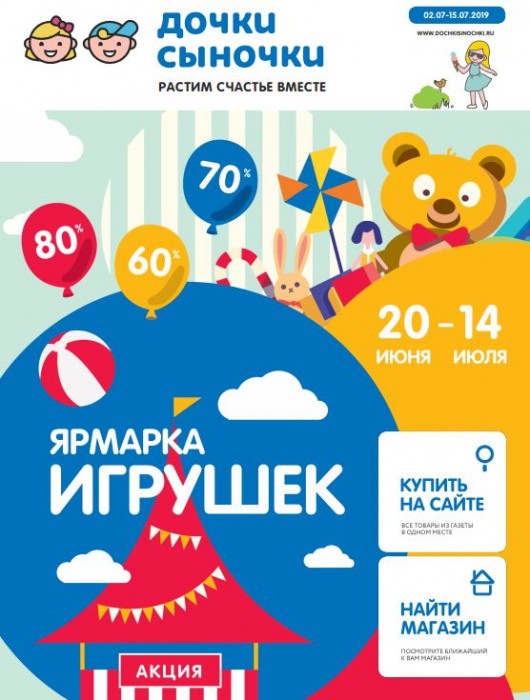 ДОЧКИ
СЫНОЧКИ
РАСТИМ СЧАСТЬЕ ВМЕСТЕ
02.07-15.07.2019
WWW.DOCHKISINOCHKI.RU
70%
80%
60%
20 – 14
ИЮНЯ ИЮЛЯ
ЯРМАРКА
ИГРУШЕК
КУПИТЬ
НА САЙТЕ
ВСЕ ТОВАРЫ ИЗ ГАЗЕТЫ
В ОДНОМ МЕСТЕ
НАЙТИ
МАГАЗИН
ПОСМОТРИТЕ БЛИЖАЙШИЙ
К ВАМ МАГАЗИН
АКЦИЯ